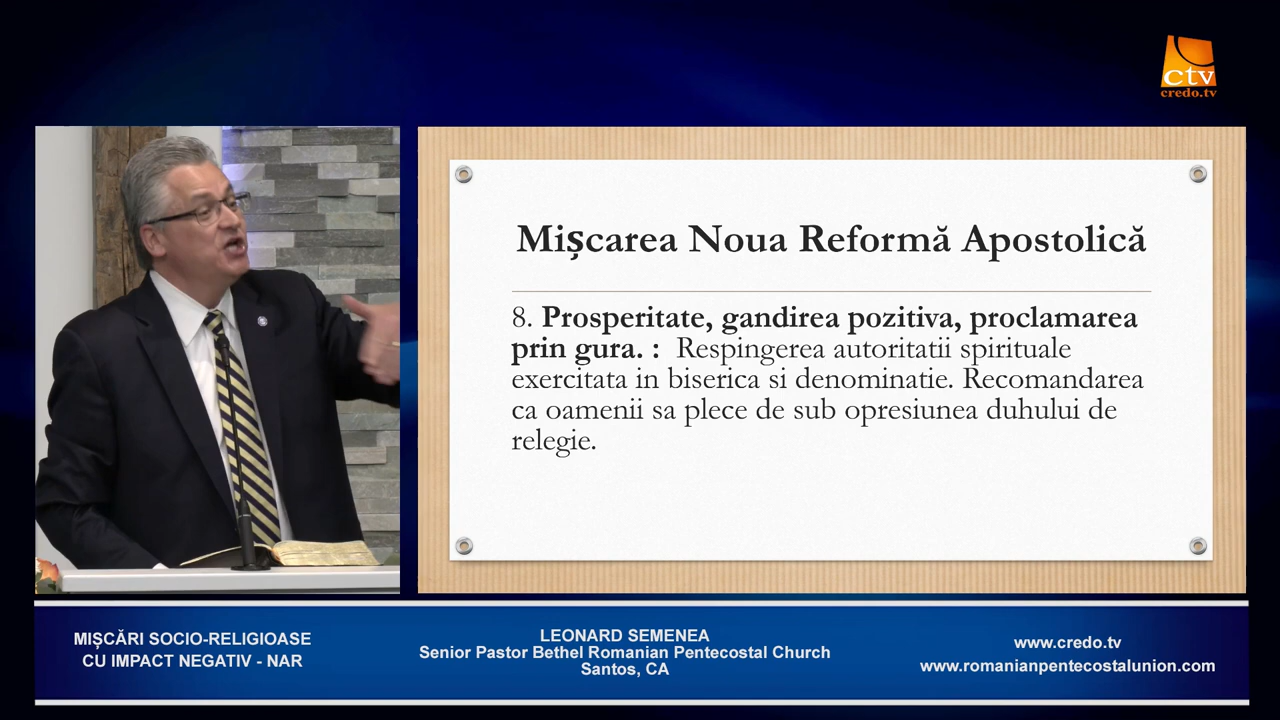 ctv
credo.tv
Mișcarea Noua Reformă Apostolică
8. Prosperitate, gandirea pozitiva, proclamarea
prin gura. : Respingerea autoritatii spirituale
exercitata in biserica si denominatie. Recomandarea
ca oamenii sa plece de sub opresiunea duhului de
relegie.
MIȘCĂRI SOCIO-RELIGIOASE
CU IMPACT NEGATIV - NAR
LEONARD SEMENEA
Senior Pastor Bethel Romanian Pentecostal Church
Santos, CA
www.credo.tv
www.romanianpentecostalunion.com